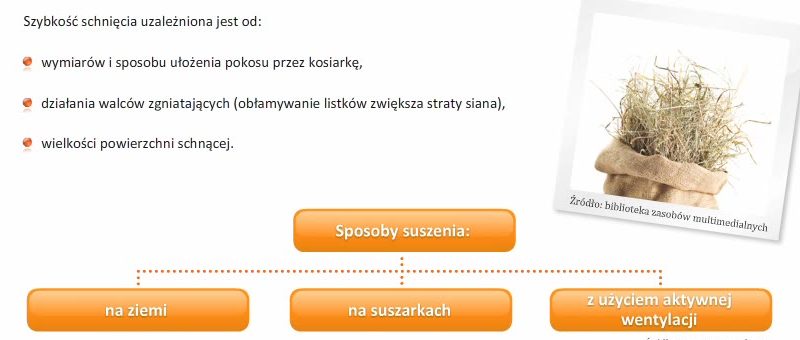 Szybkość schnięcia uzależniona jest od:
wymiarów i sposobu ułożenia pokosu przez kosiarkę,
działania walców zgniatających (obłamywanie listków zwiększa straty siana),
wielkości powierzchni schnącej.
Źródło: biblioteka zasobów multimedialnych
Sposoby suszenia:
na ziemi
na suszarkach
z użyciem aktywnej
wentylacji